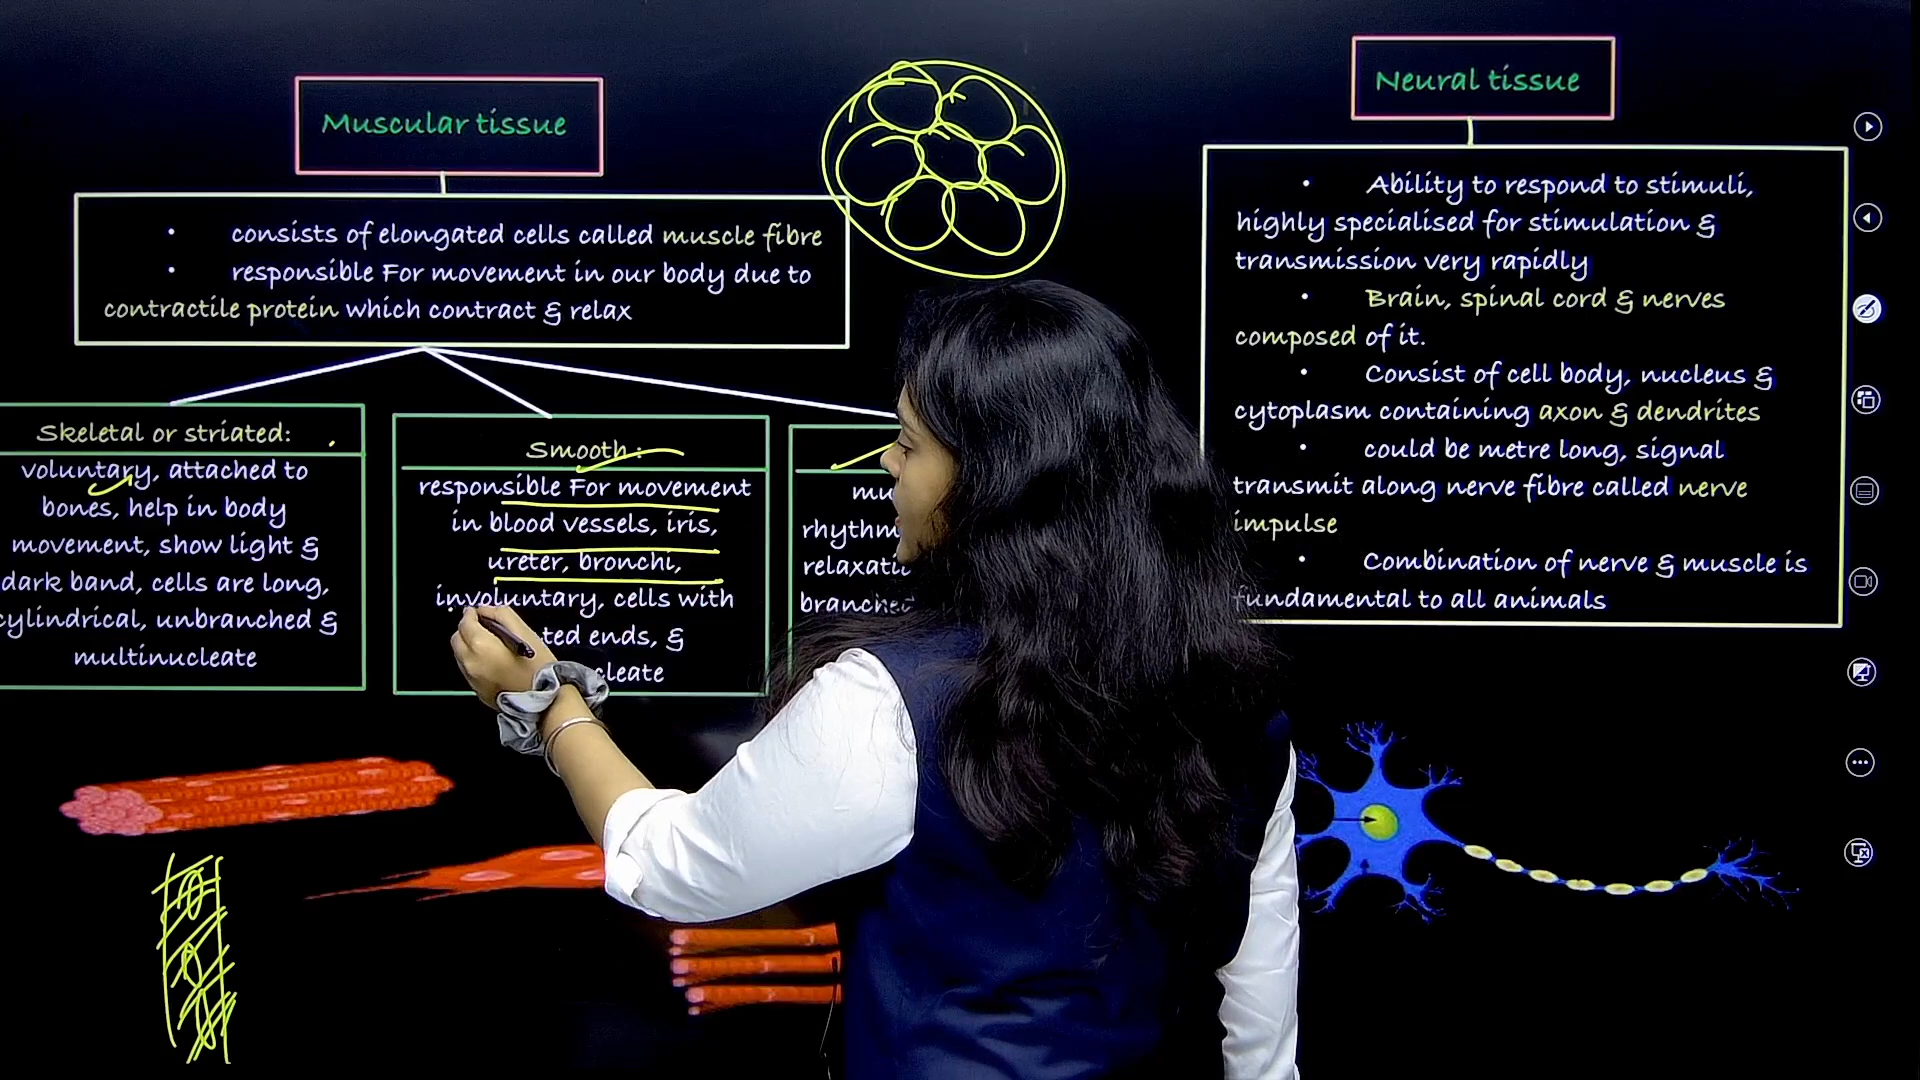 Muscular tissue
• consists of elongated cells called muscle fibre
• responsible For movement in our body due to
contractile protein which contract & relax
Skeletal or striated:
voluntary, attached to
bones, help in body
movement, show light &
dark band, cells are long,
cylindrical, unbranched &
multinucleate
Smooth:
responsible For movement
in blood vessels, iris,
ureter, bronchi,
involuntary, cells with
ends, &
Neural tissue
• Ability to respond to stimuli,
highly specialised for stimulation &
transmission very rapidly
• Brain, spinal cord & nerves
composed of it.
• Consist of cell body, nucleus &
cytoplasm containing axon & dendrites
• could be metre long, signal
transmit along nerve fibre called nerve
impulse
• Combination of nerve & muscle is
fundamental to all animals